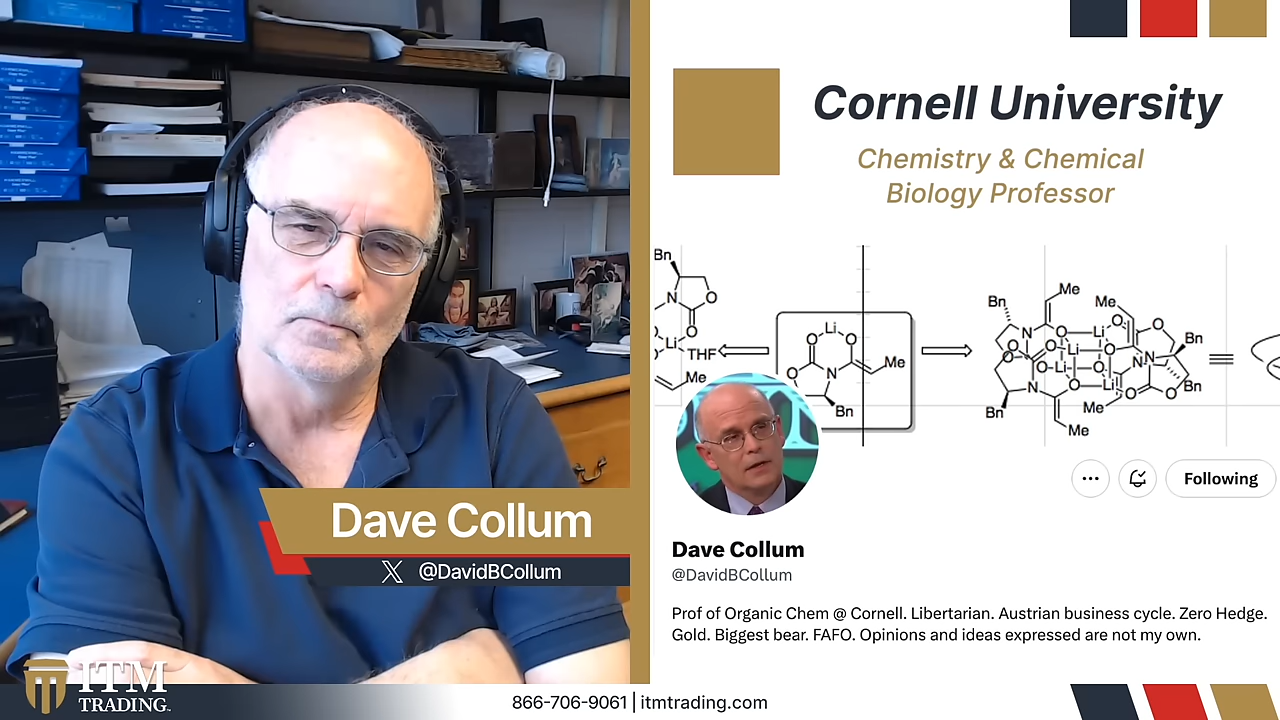 Cornell University
Chemistry & Chemical
Biology Professor
Bn
N
O
O
Li
THF
Me
Li
O
O
O
N
Me
Bn
Bn
Me
Me
N
O
O
Li
O
Bn
O
Li
O
N
O
O
Li
Li
O
Bn
N
O
O
Bn
Me
Me
Following
Dave Collum
@DavidBCollum
Dave Collum
@DavidBCollum
Prof of Organic Chem @ Cornell. Libertarian. Austrian business cycle. Zero Hedge.
Gold. Biggest bear. FAFO. Opinions and ideas expressed are not my own.
ITM
TRADING
866-706-9061 | itmtrading.com